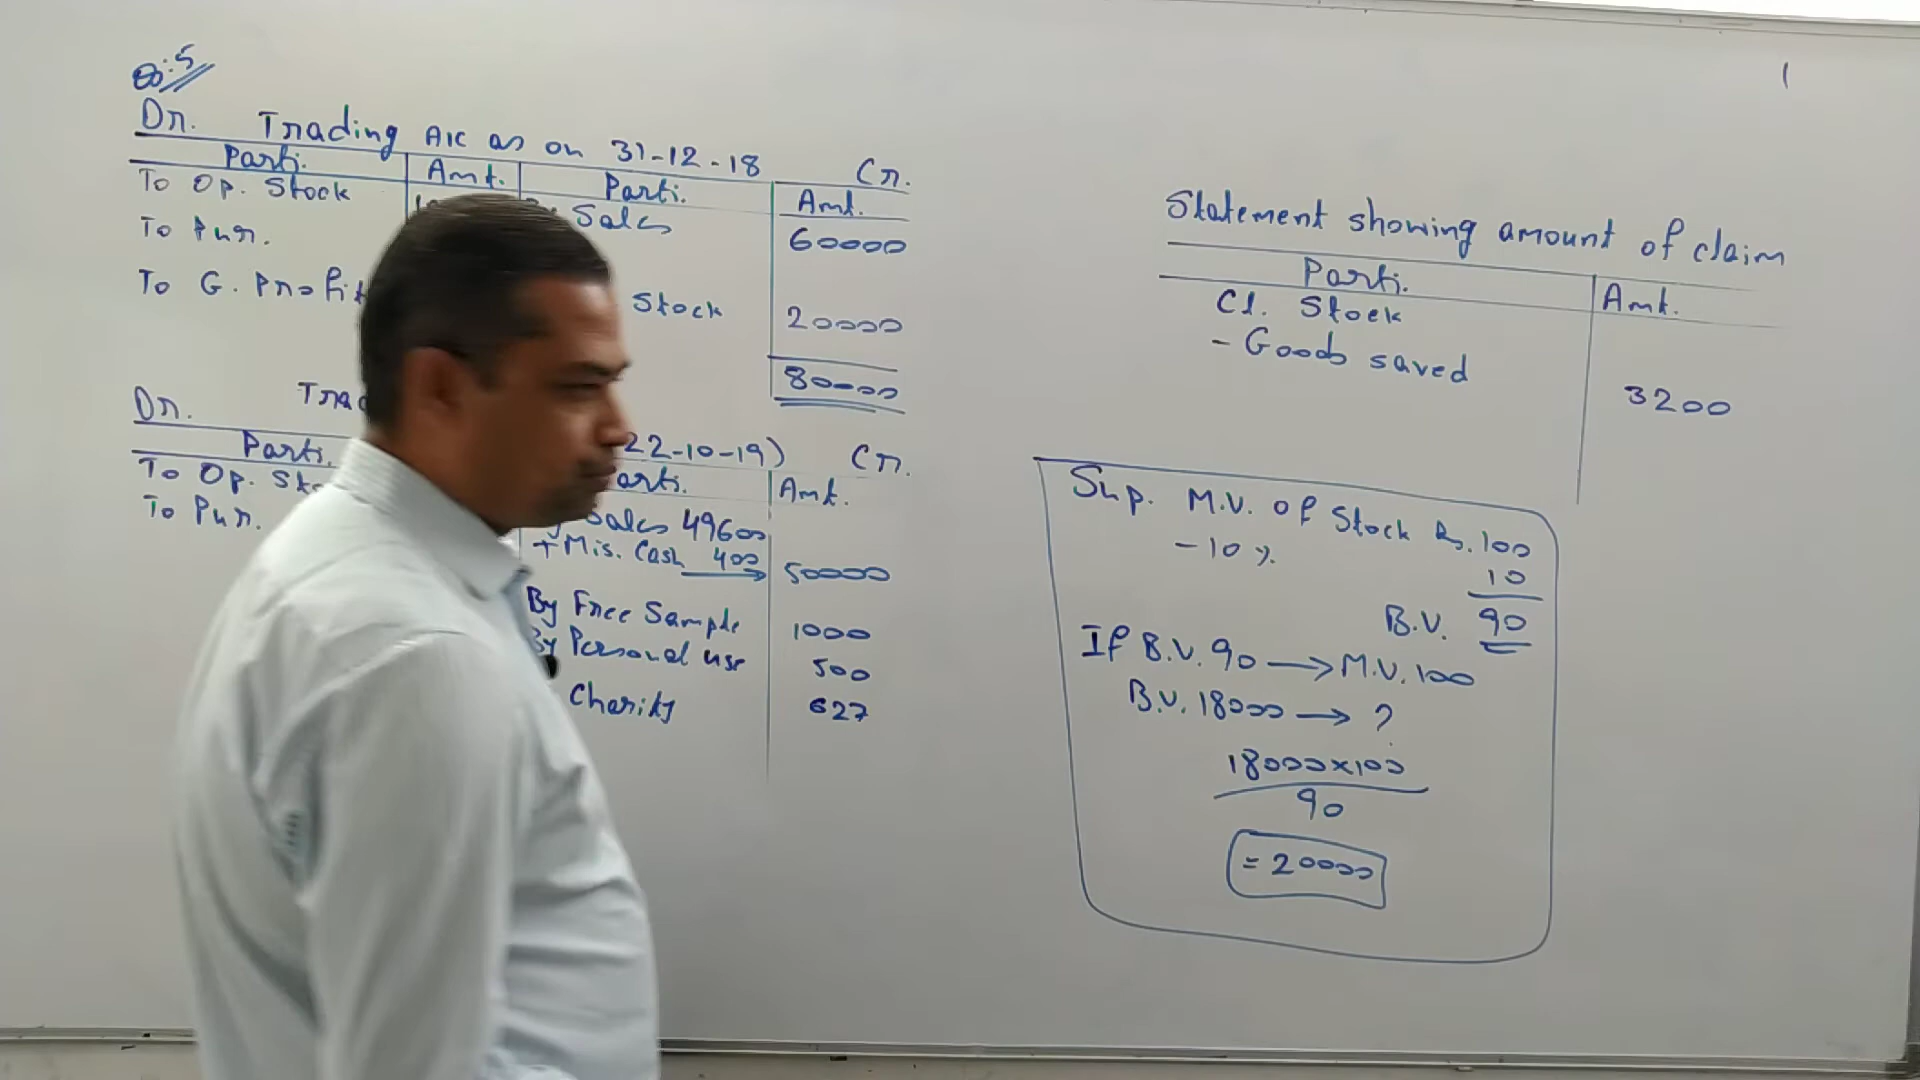 Q:5
Dr. Trading A/c as on 31-12-18 Cr.
Parti. Amt. Parti. Amt.
To Op. Stock Sales 60000
To Pur.
To G. Profit Stock 20000
80000
Dr. Trad 22-10-19) Cr.
Parti. arti. Amt.
To Op. Sto Sales 49600
To Pur. + Mis. Cash 400 50000
By Free Sample 1000
By Personal use 500
Charity 627
1
Statement showing amount of claim
Parti. Amt.
Cl. Stock
- Goods saved 3200
Sup. M.V. of Stock Rs. 100
- 10 % 10
B.V. 90
If B.V. 90 → M.V. 100
B.V. 18000 → ?
18000x100
90
= 20000